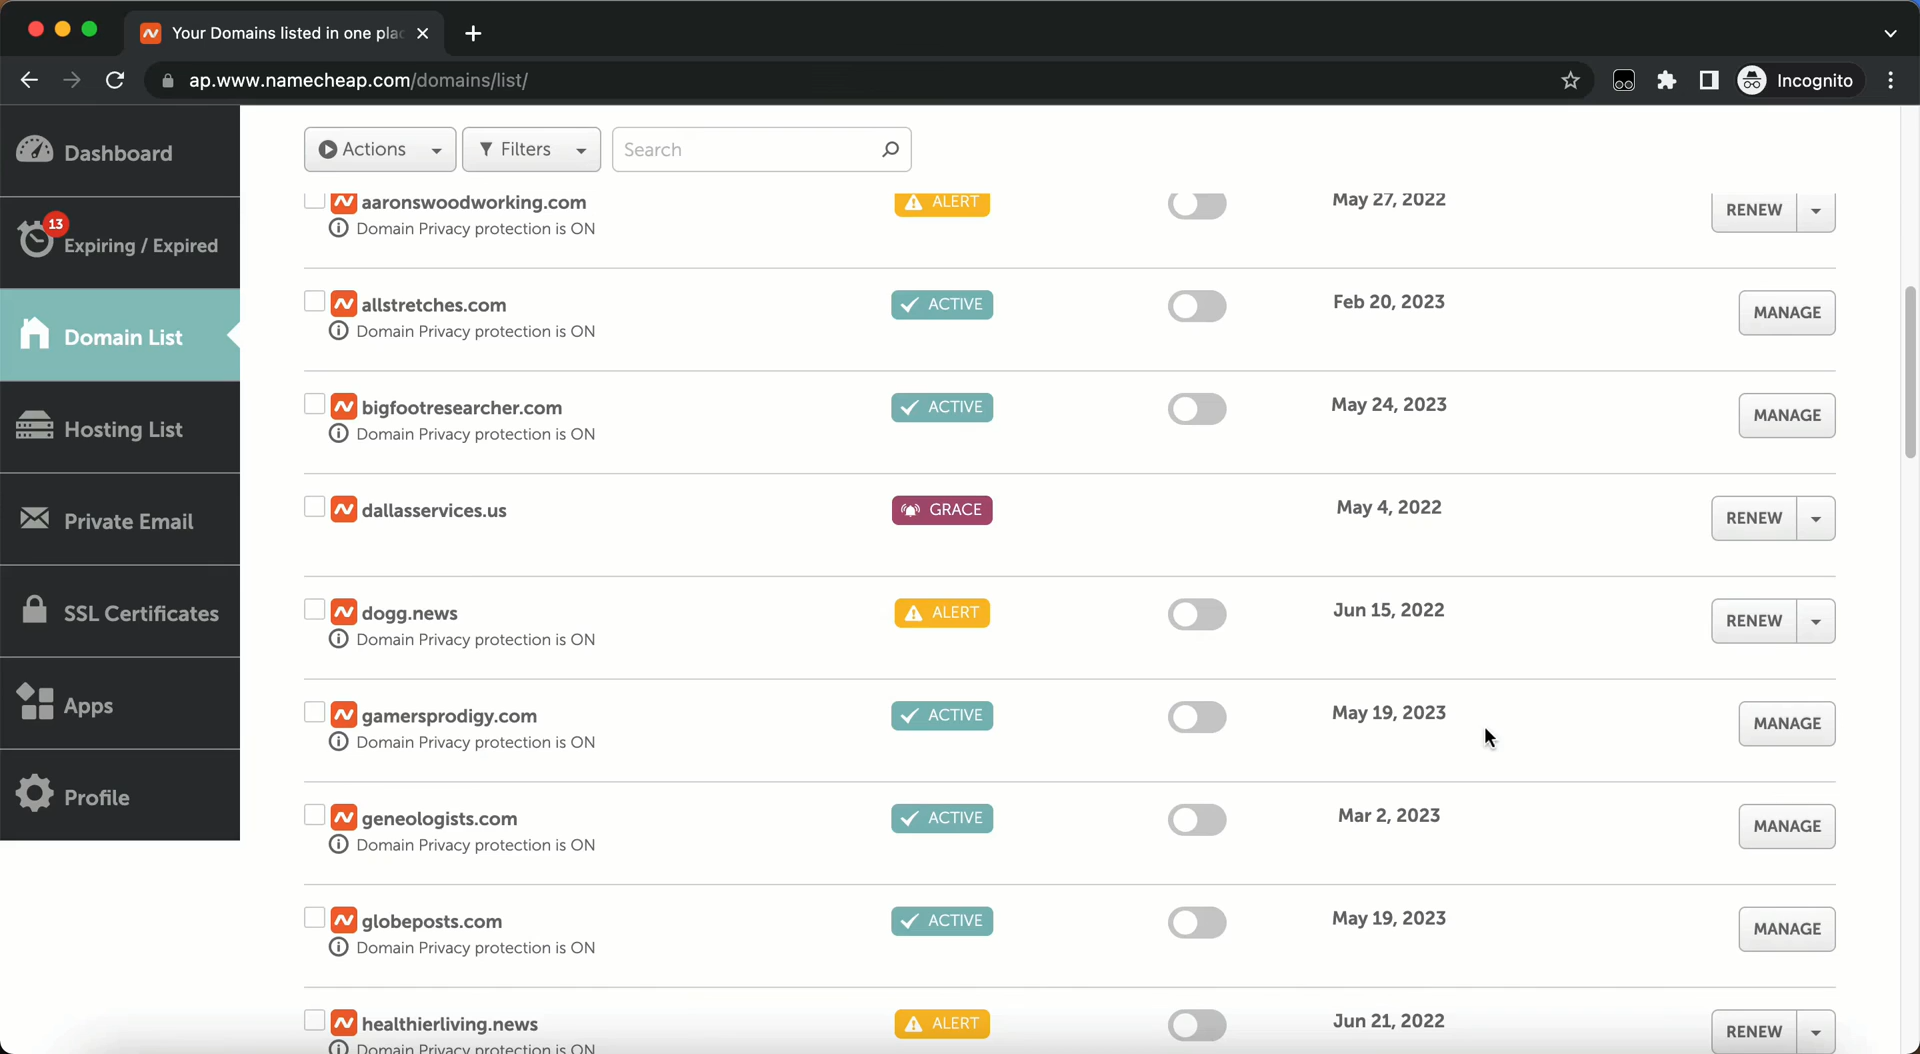 Your Domains listed in one plac
ap.www.namecheap.com/domains/list/
Incognito
Dashboard
13
Expiring / Expired
Domain List
Hosting List
Private Email
SSL Certificates
Apps
Profile
Actions
Filters
Search
aaronswoodworking.com
ALERT
May 27, 2022
RENEW
Domain Privacy protection is ON
allstretches.com
ACTIVE
Feb 20, 2023
MANAGE
Domain Privacy protection is ON
bigfootresearcher.com
ACTIVE
May 24, 2023
MANAGE
Domain Privacy protection is ON
dallasservices.us
GRACE
May 4, 2022
RENEW
dogg.news
ALERT
Jun 15, 2022
RENEW
Domain Privacy protection is ON
gamersprodigy.com
ACTIVE
May 19, 2023
MANAGE
Domain Privacy protection is ON
geneologists.com
ACTIVE
Mar 2, 2023
MANAGE
Domain Privacy protection is ON
globeposts.com
ACTIVE
May 19, 2023
MANAGE
Domain Privacy protection is ON
healthierliving.news
ALERT
Jun 21, 2022
RENEW
Domain Privacy protection is ON